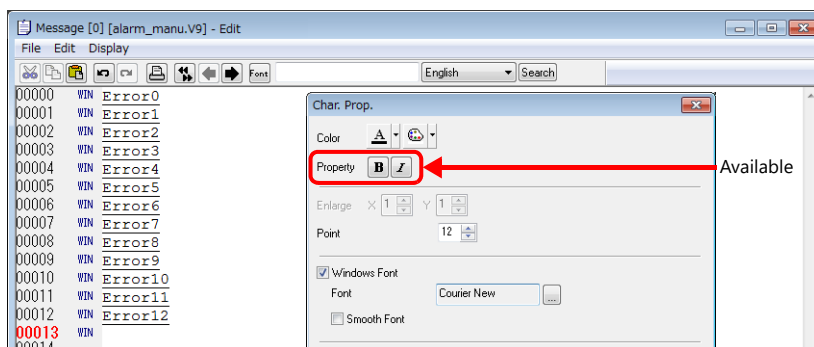 Message [0] [alarm_manu.V9] - Edit
File Edit Display
Font English Search
00000 WIN Error0
00001 WIN Error1
00002 WIN Error2
00003 WIN Error3
00004 WIN Error4
00005 WIN Error5
00006 WIN Error6
00007 WIN Error7
00008 WIN Error8
00009 WIN Error9
00010 WIN Error10
00011 WIN Error11
00012 WIN Error12
00013 WIN
00014
Char. Prop.
Color A
Property B I
Available
Enlarge X 1 Y 1
Point 12
Windows Font
Font Courier New ...
Smooth Font